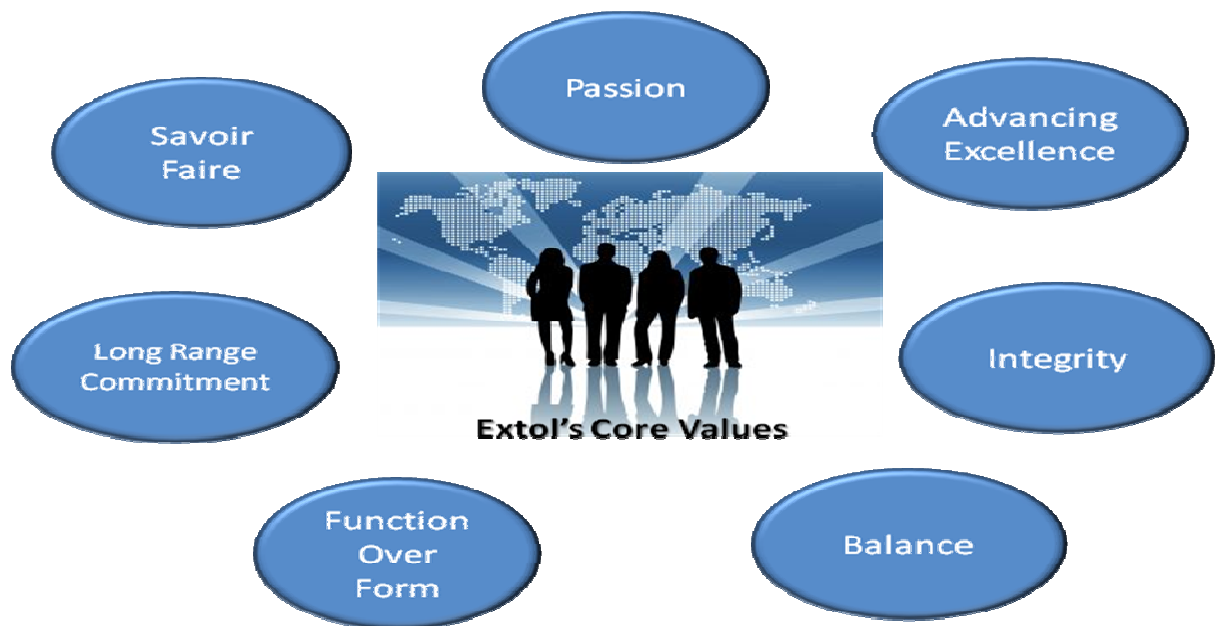 Passion
Advancing
Excellence
Savoir
Faire
Long Range
Commitment
Integrity
Extol's Core Values
Function
Over
Form
Balance